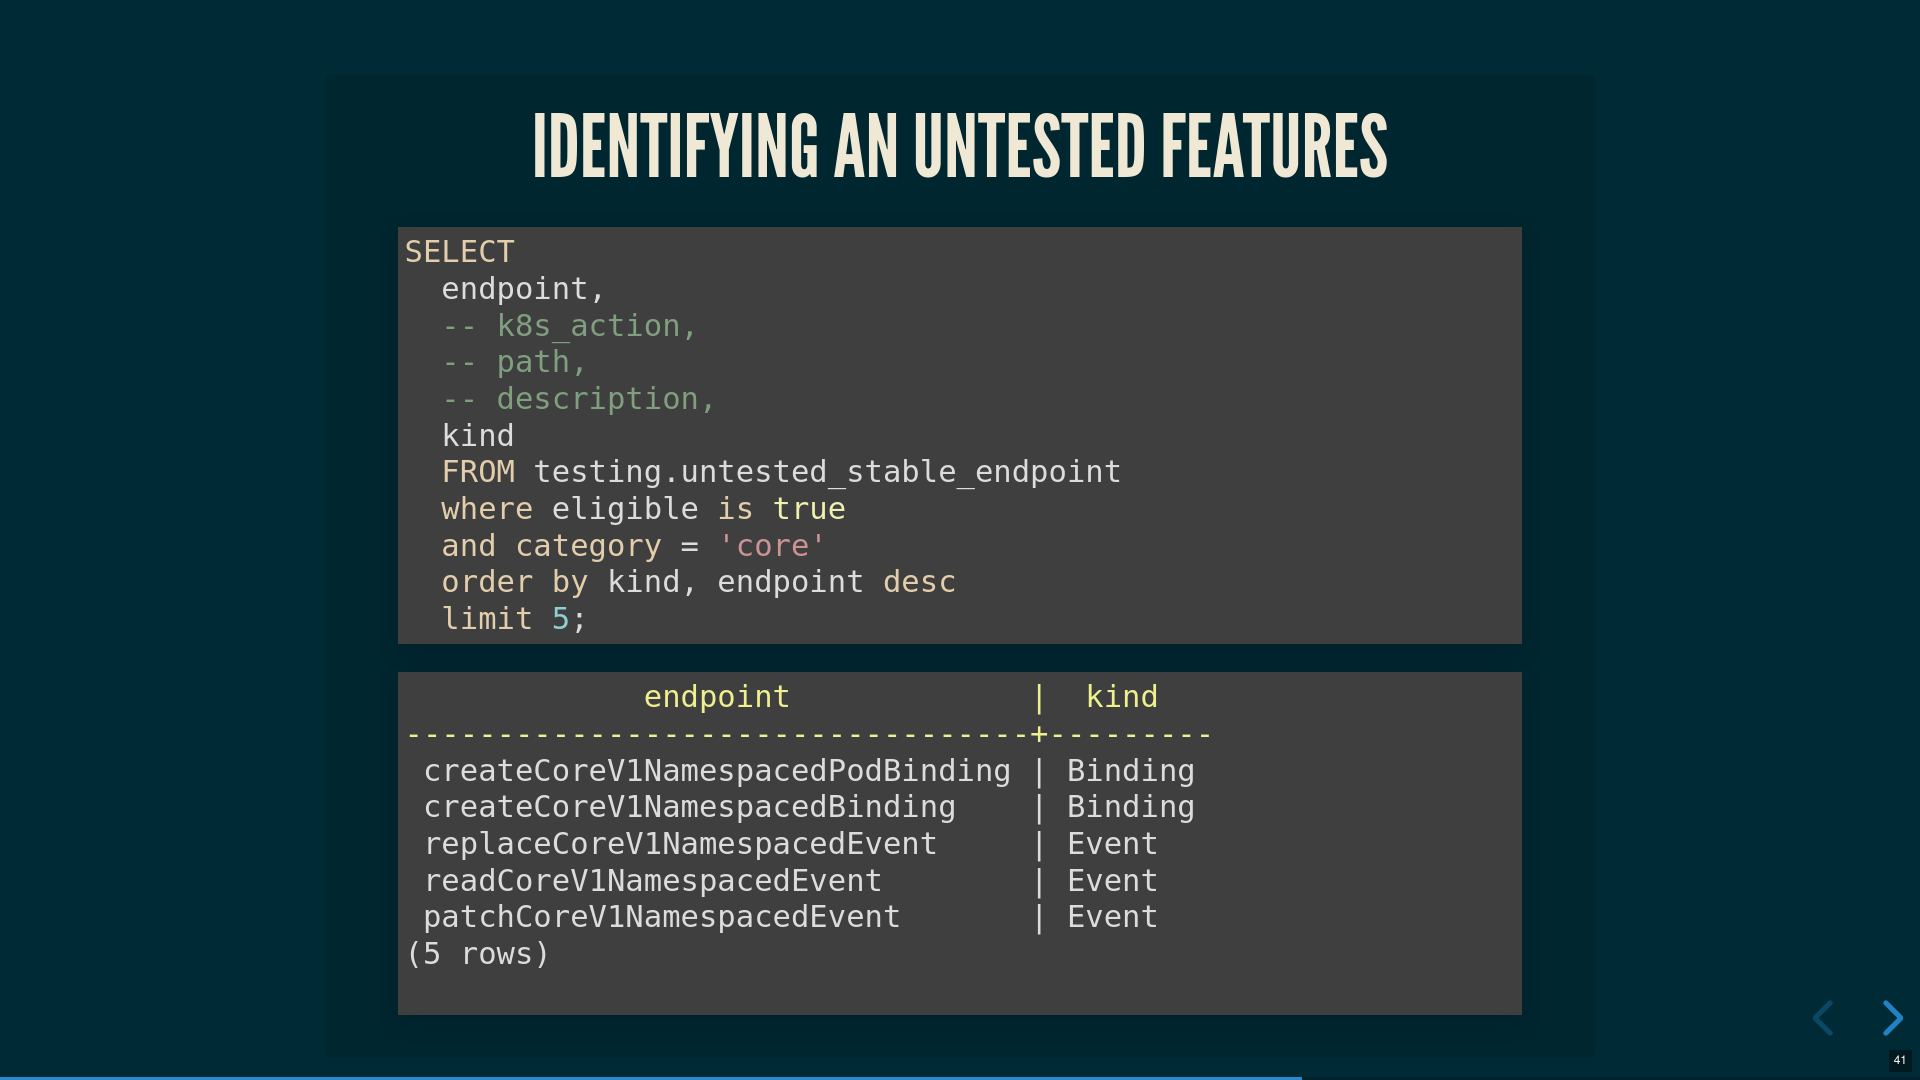 IDENTIFYING AN UNTESTED FEATURES
SELECT
  endpoint,
  -- k8s_action,
  -- path,
  -- description,
  kind
  FROM testing.untested_stable_endpoint
  where eligible is true
  and category = 'core'
  order by kind, endpoint desc
  limit 5;
             endpoint             |  kind
----------------------------------+---------
 createCoreV1NamespacedPodBinding | Binding
 createCoreV1NamespacedBinding    | Binding
 replaceCoreV1NamespacedEvent     | Event
 readCoreV1NamespacedEvent        | Event
 patchCoreV1NamespacedEvent       | Event
(5 rows)
41